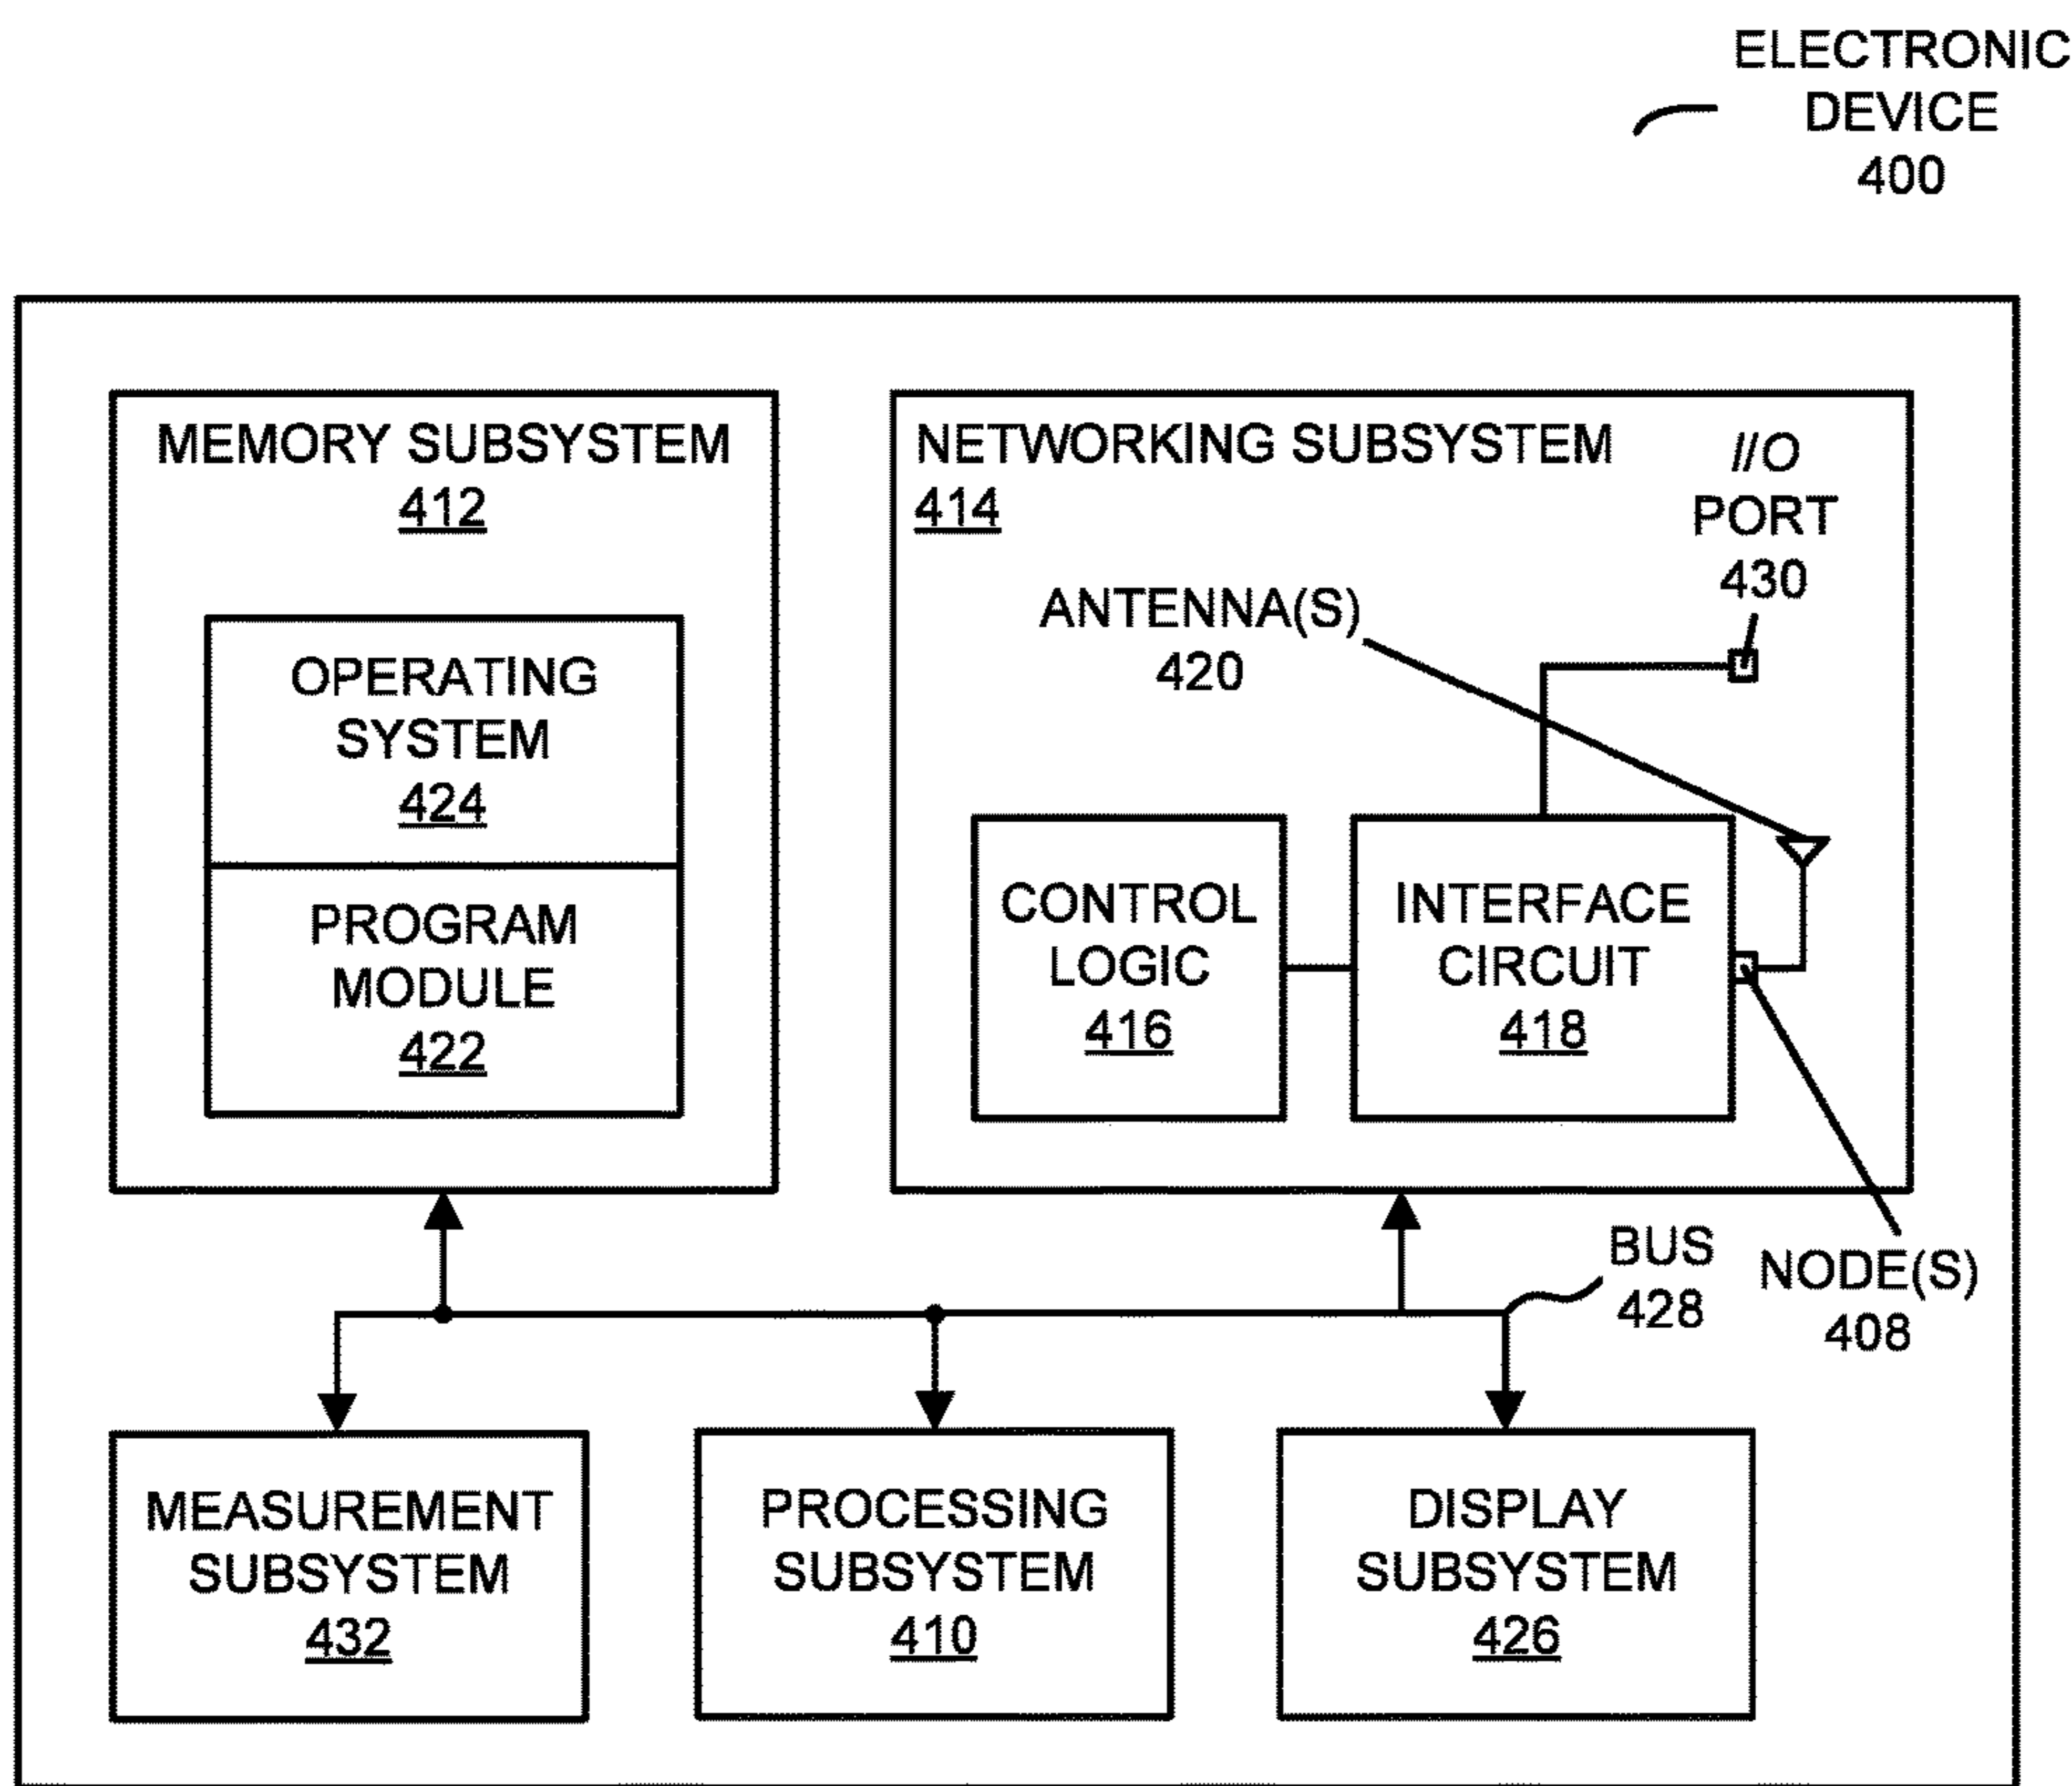 ELECTRONIC
DEVICE
400
MEMORY SUBSYSTEM
412
OPERATING
SYSTEM
424
PROGRAM
MODULE
422
NETWORKING SUBSYSTEM
414
I/O
PORT
430
ANTENNA(S)
420
CONTROL
LOGIC
416
INTERFACE
CIRCUIT
418
BUS
428
NODE(S)
408
MEASUREMENT
SUBSYSTEM
432
PROCESSING
SUBSYSTEM
410
DISPLAY
SUBSYSTEM
426